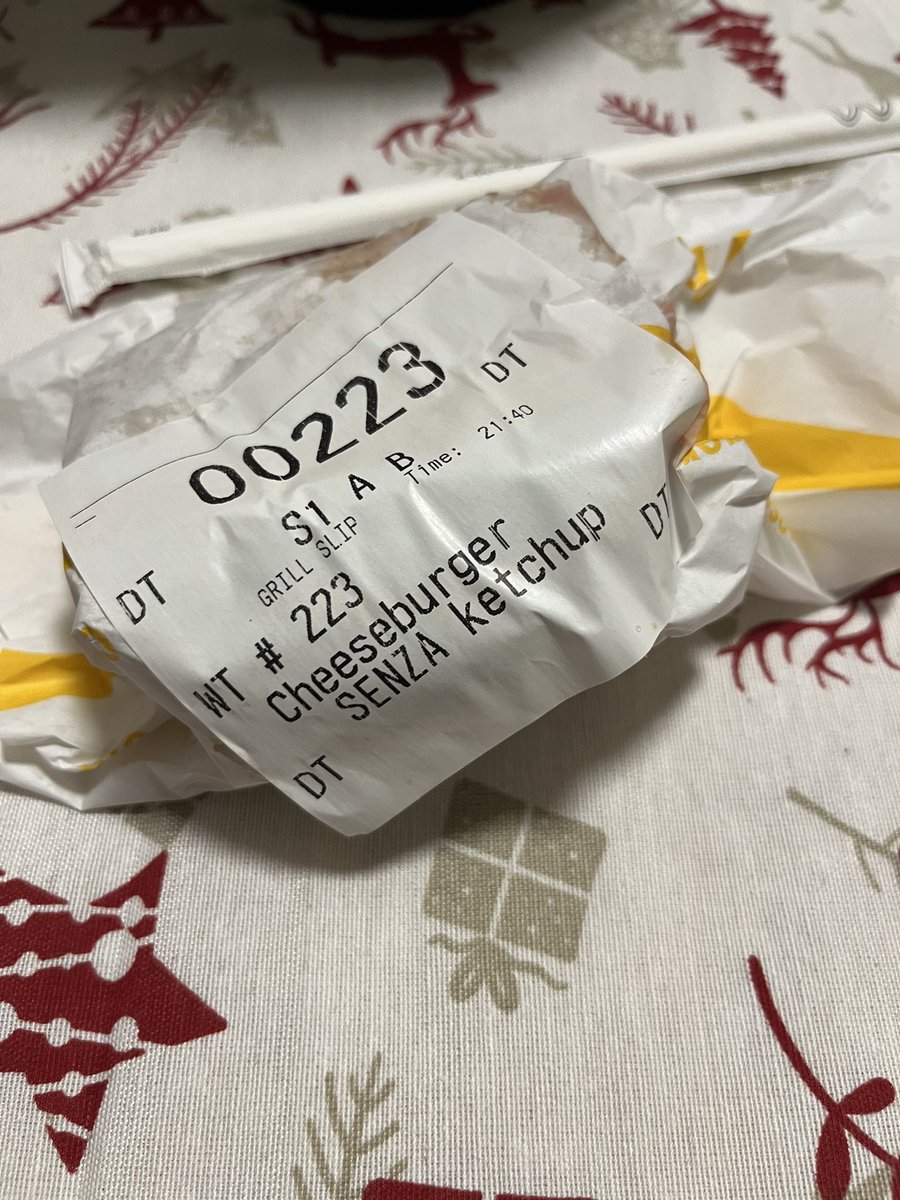 00223
DT
S1 A B
Time: 21:40
GRILL SLIP
DT
DT
WT # 223
Cheeseburger
SENZA ketchup
DT